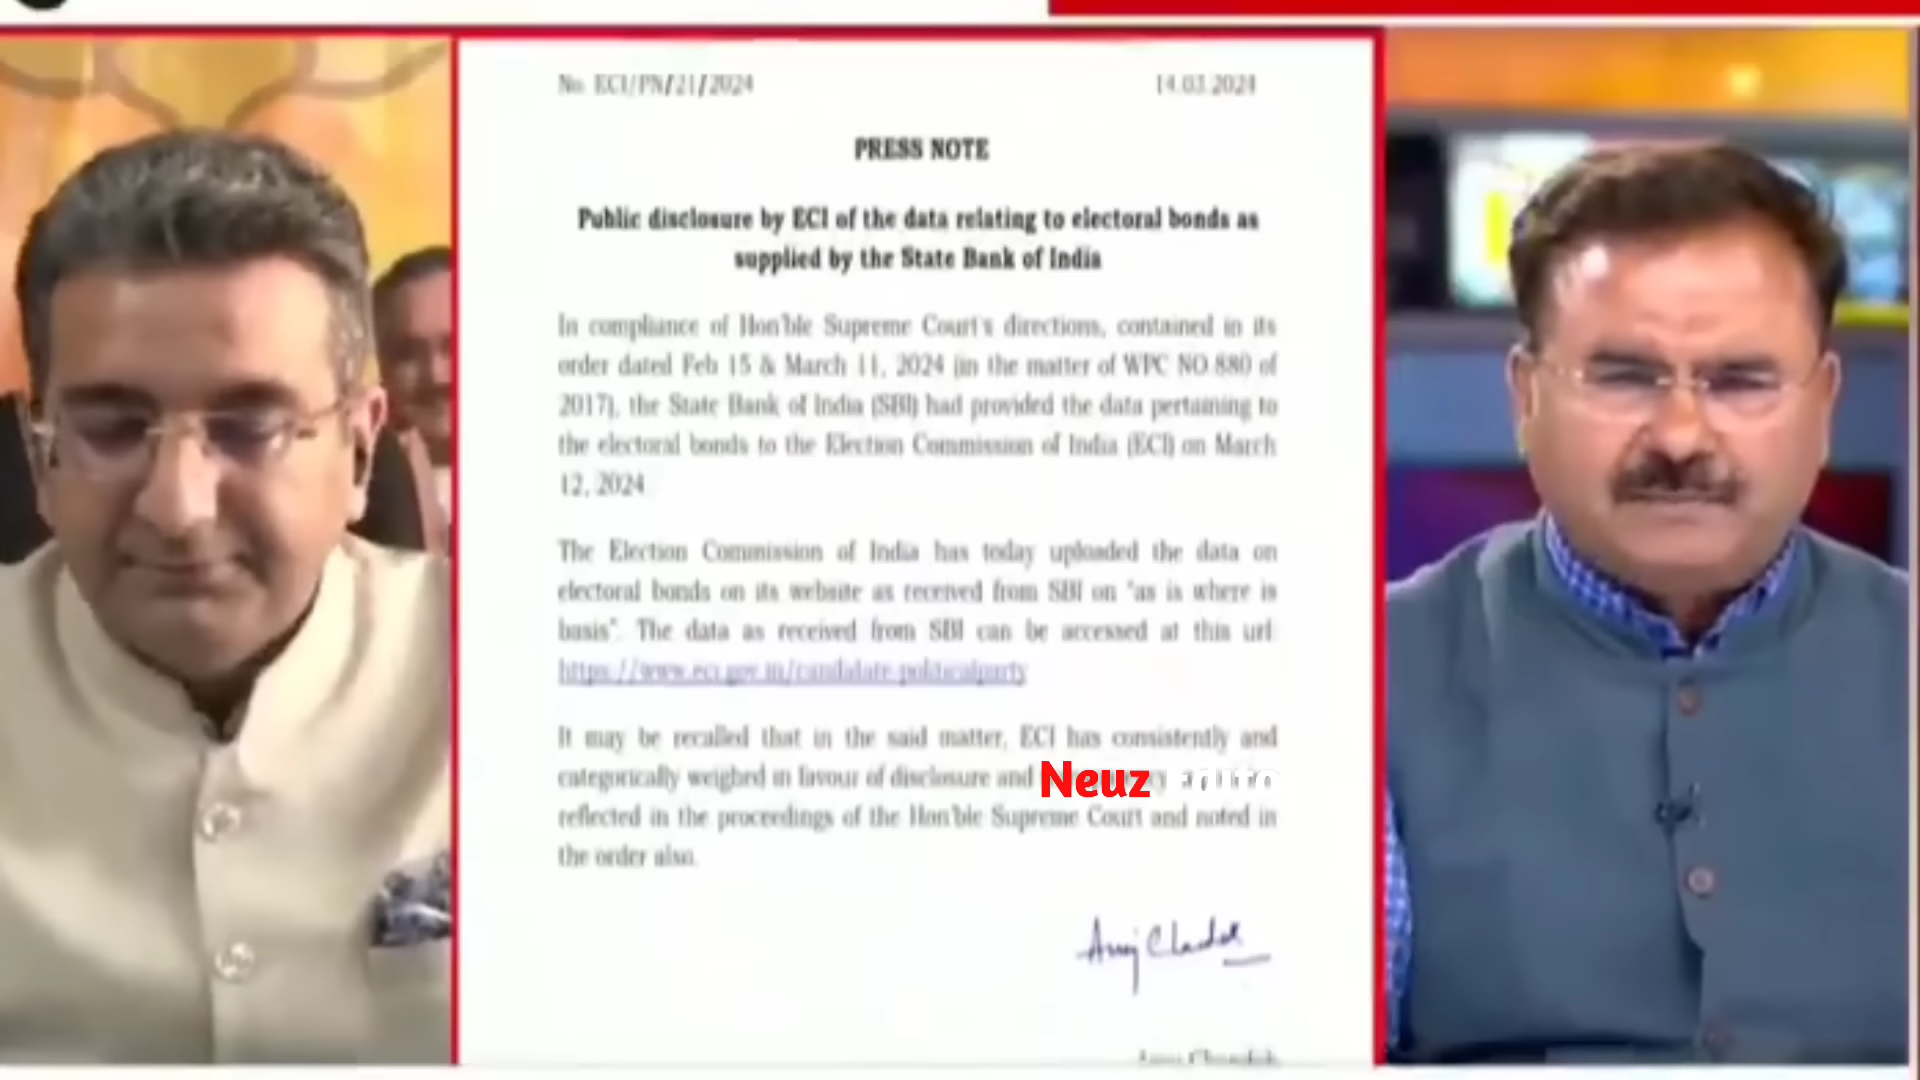 No. ECI/PN/21/2024 14.03.2024
PRESS NOTE
Public disclosure by ECI of the data relating to electoral bonds as
supplied by the State Bank of India
In compliance of Hon'ble Supreme Court's directions, contained in its
order dated Feb 15 & March 11, 2024 (in the matter of WPC NO.880 of
2017), the State Bank of India (SBI) had provided the data pertaining to
the electoral bonds to the Election Commission of India (ECI) on March
12, 2024.
The Election Commission of India has today uploaded the data on
electoral bonds on its website as received from SBI on "as is where is
basis". The data as received from SBI can be accessed at this url
https://www.eci.gov.in/candidate-politicalparty
It may be recalled that in the said matter, ECI has consistently and
categorically weighed in favour of disclosure and
Neuz
reflected in the proceedings of the Hon'ble Supreme Court and noted in
the order also.